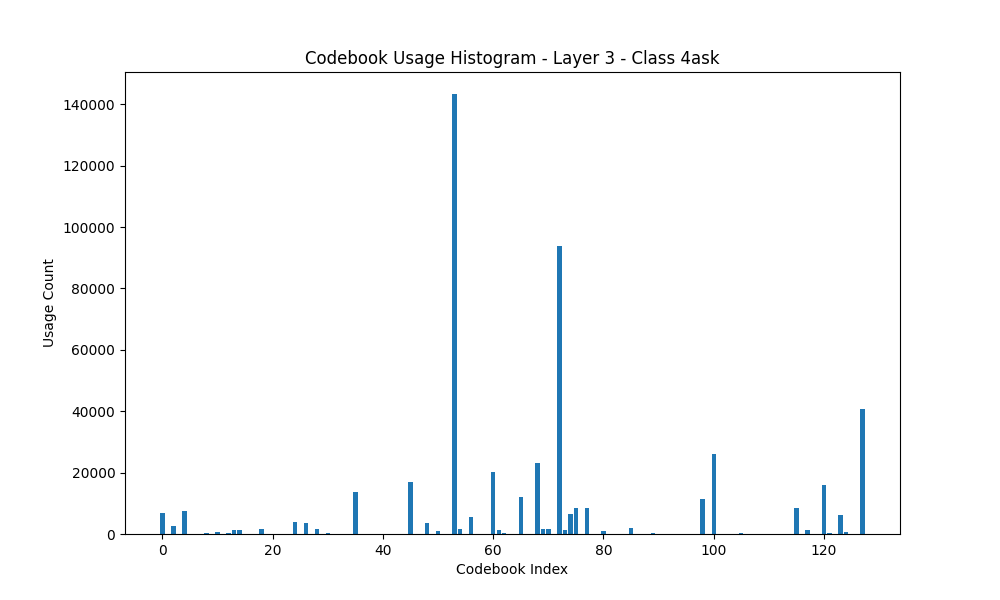 Codebook Usage Histogram - Layer 3 - Class 4ask
Usage Count
140000
120000
100000
80000
60000
40000
20000
0
0 20 40 60 80 100 120
Codebook Index